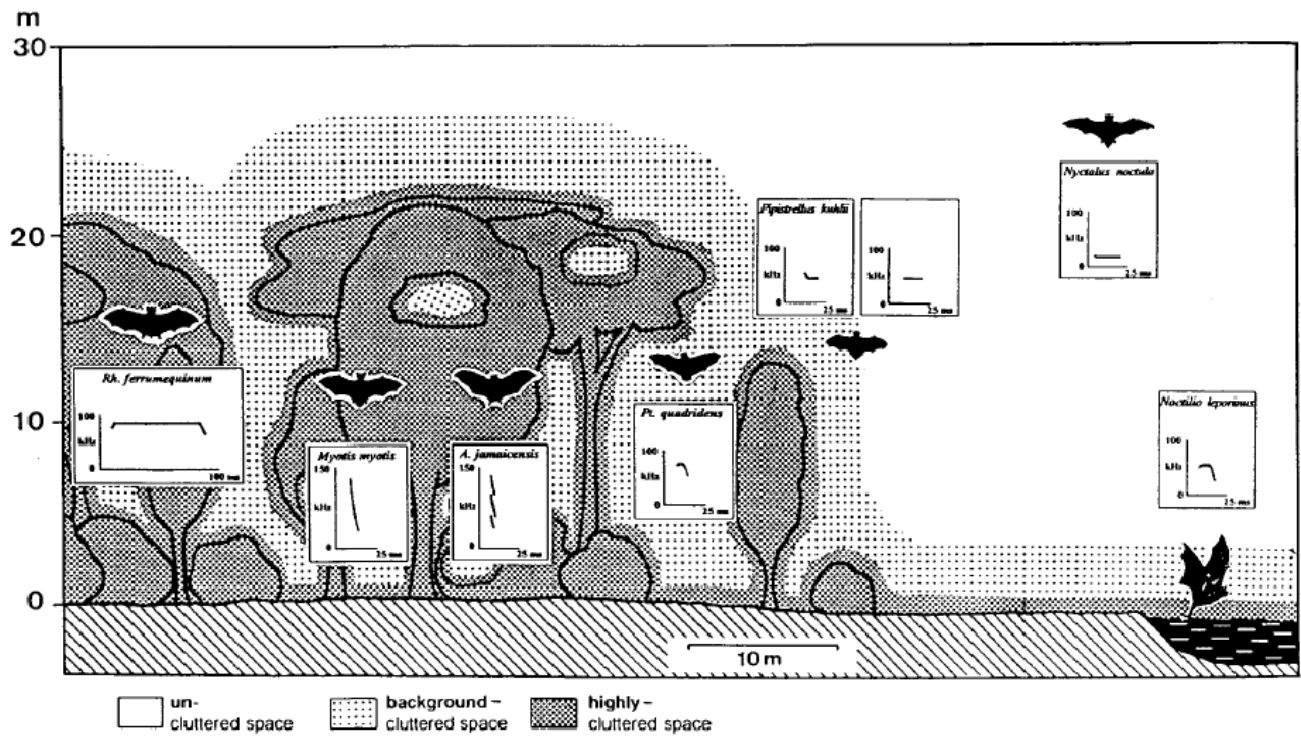 m
30
20
10
0
Rh. ferrumequinum
100
kHz
0
100 ms
Myotis myotis
150
kHz
0
25 ms
A. jamaicensis
150
kHz
0
25 ms
Pt. quadridens
100
kHz
0
25 ms
Pipistrellus kuhlii
100
kHz
0
25 ms
100
kHz
0
25 ms
Nyctalus noctula
100
kHz
0
25 ms
Noctilio leporinus
100
kHz
0
25 ms
10 m
un-
cluttered space
background –
cluttered space
highly –
cluttered space